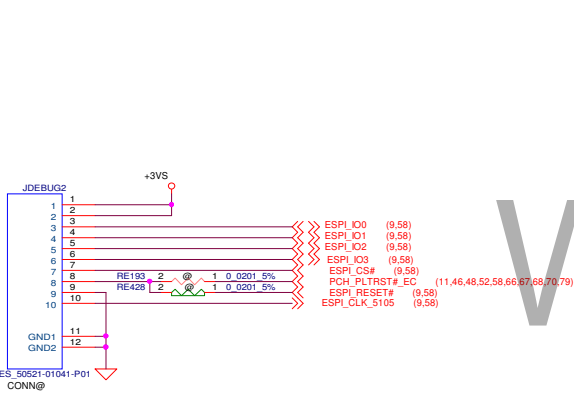 +3VS
JDEBUG2
1 1
2 2
3 3 ESPI_IO0 (9,58)
4 4 ESPI_IO1 (9,58)
5 5 ESPI_IO2 (9,58)
6 6 ESPI_IO3 (9,58)
7 7 ESPI_CS# (9,58)
8 8 RE193 2 @ 1 0_0201_5% PCH_PLTRST#_EC (11,46,48,52,58,66,67,68,70,79)
9 9 RE428 2 @ 1 0_0201_5% ESPI_RESET# (9,58)
10 10 ESPI_CLK_5105 (9,58)
GND1 11
GND2 12
ES_50521-01041-P01
CONN@
V